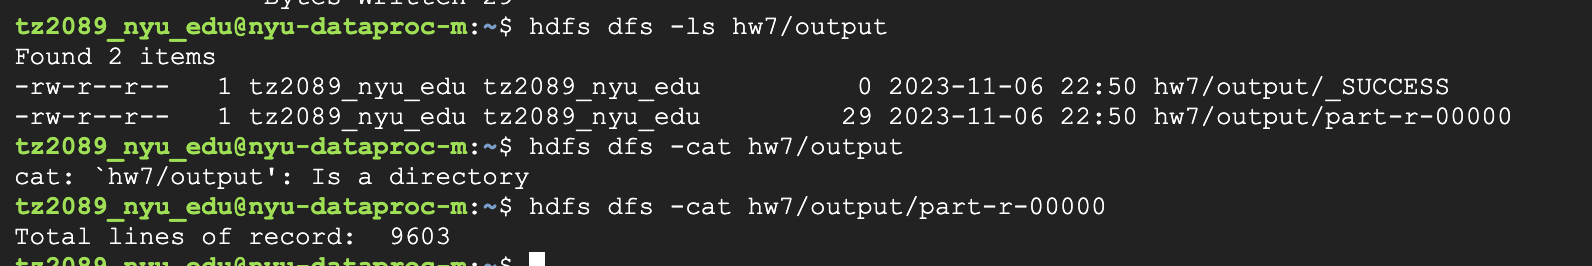 Bytes Written=29
tz2089_nyu_edu@nyu-dataproc-m:~$ hdfs dfs -ls hw7/output
Found 2 items
-rw-r--r--   1 tz2089_nyu_edu tz2089_nyu_edu          0 2023-11-06 22:50 hw7/output/_SUCCESS
-rw-r--r--   1 tz2089_nyu_edu tz2089_nyu_edu         29 2023-11-06 22:50 hw7/output/part-r-00000
tz2089_nyu_edu@nyu-dataproc-m:~$ hdfs dfs -cat hw7/output
cat: `hw7/output': Is a directory
tz2089_nyu_edu@nyu-dataproc-m:~$ hdfs dfs -cat hw7/output/part-r-00000
Total lines of record:  9603
tz2089_nyu_edu@nyu-dataproc-m:~$